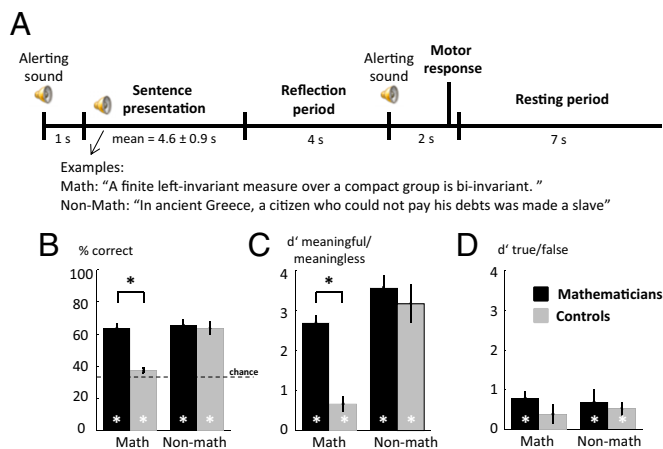 A
Alerting
sound
Sentence
presentation
Reflection
period
Alerting
sound
Motor
response
Resting period
1 s
mean = 4.6 ± 0.9 s
4 s
2 s
7 s
Examples:
Math: “A finite left-invariant measure over a compact group is bi-invariant. ”
Non-Math: “In ancient Greece, a citizen who could not pay his debts was made a slave”
B
% correct
100
80
60
40
20
0
*
chance
* * * *
Math Non-math
C
d‘ meaningful/
meaningless
4
3
2
1
0
*
* * * *
Math Non-math
D
d‘ true/false
4
3
2
1
0
Mathematicians
Controls
* * *
Math Non-math